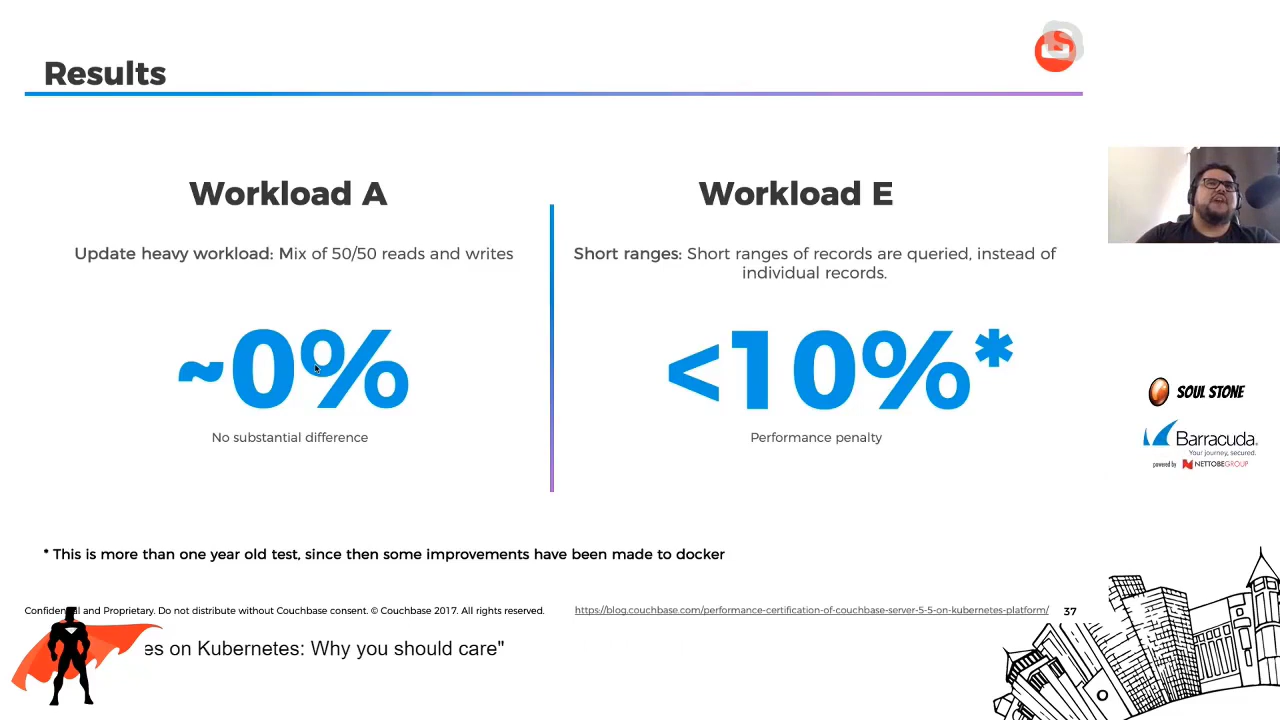 Results
Workload A
Update heavy workload: Mix of 50/50 reads and writes
~0%
No substantial difference
Workload E
Short ranges: Short ranges of records are queried, instead of
individual records.
<10%*
Performance penalty
SOUL STONE
Barracuda.
Your journey, secured.
powered by NETTOBEGROUP
* This is more than one year old test, since then some improvements have been made to docker
and Proprietary. Do not distribute without Couchbase consent. © Couchbase 2017. All rights reserved.
https://blog.couchbase.com/performance-certification-of-couchbase-server-5-5-on-kubernetes-platform/
37
es on Kubernetes: Why you should care"